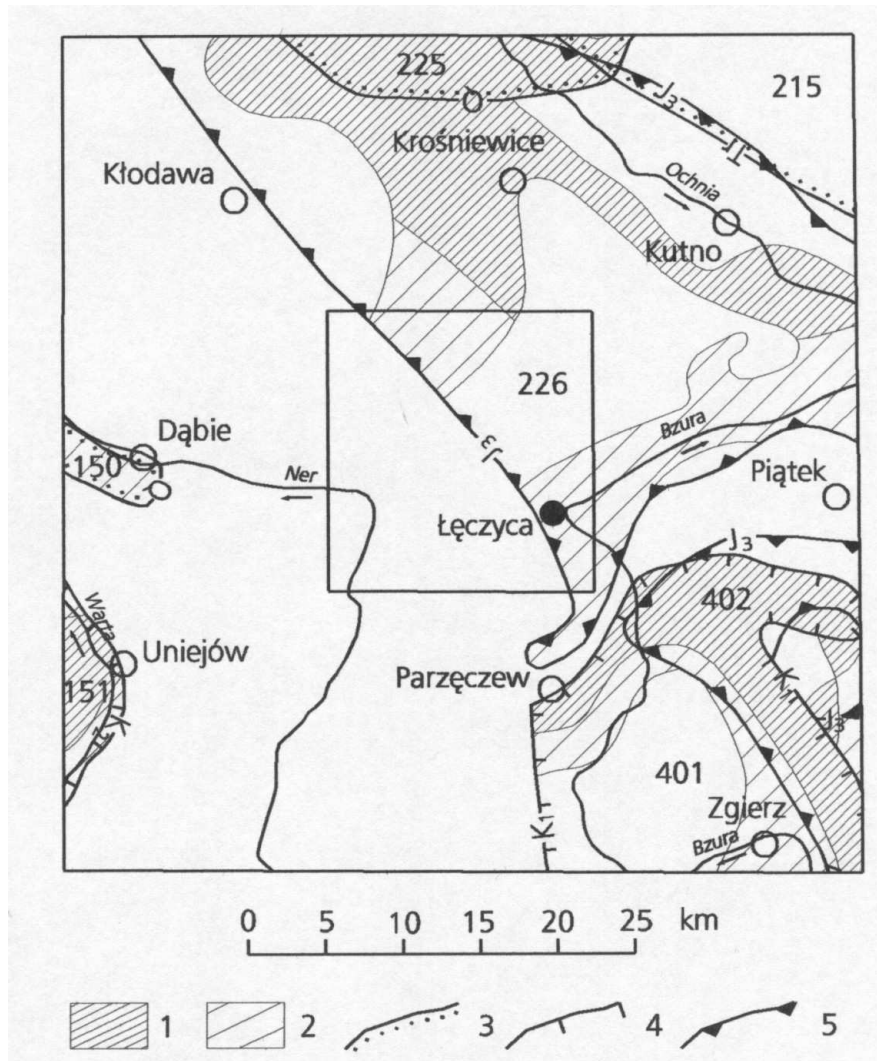 225
215
J₃
Tr
Krośniewice
Kłodawa
Ochnia
Kutno
226
Bzura
J₃
Dąbie
150
Ner
Piątek
Łęczyca
J₃
402
Warta
Uniejów
151
K₁
Parzęczew
K₁
J₃
401
Zgierz
K₁
Bzura
0 5 10 15 20 25 km
1 2 3 4 5